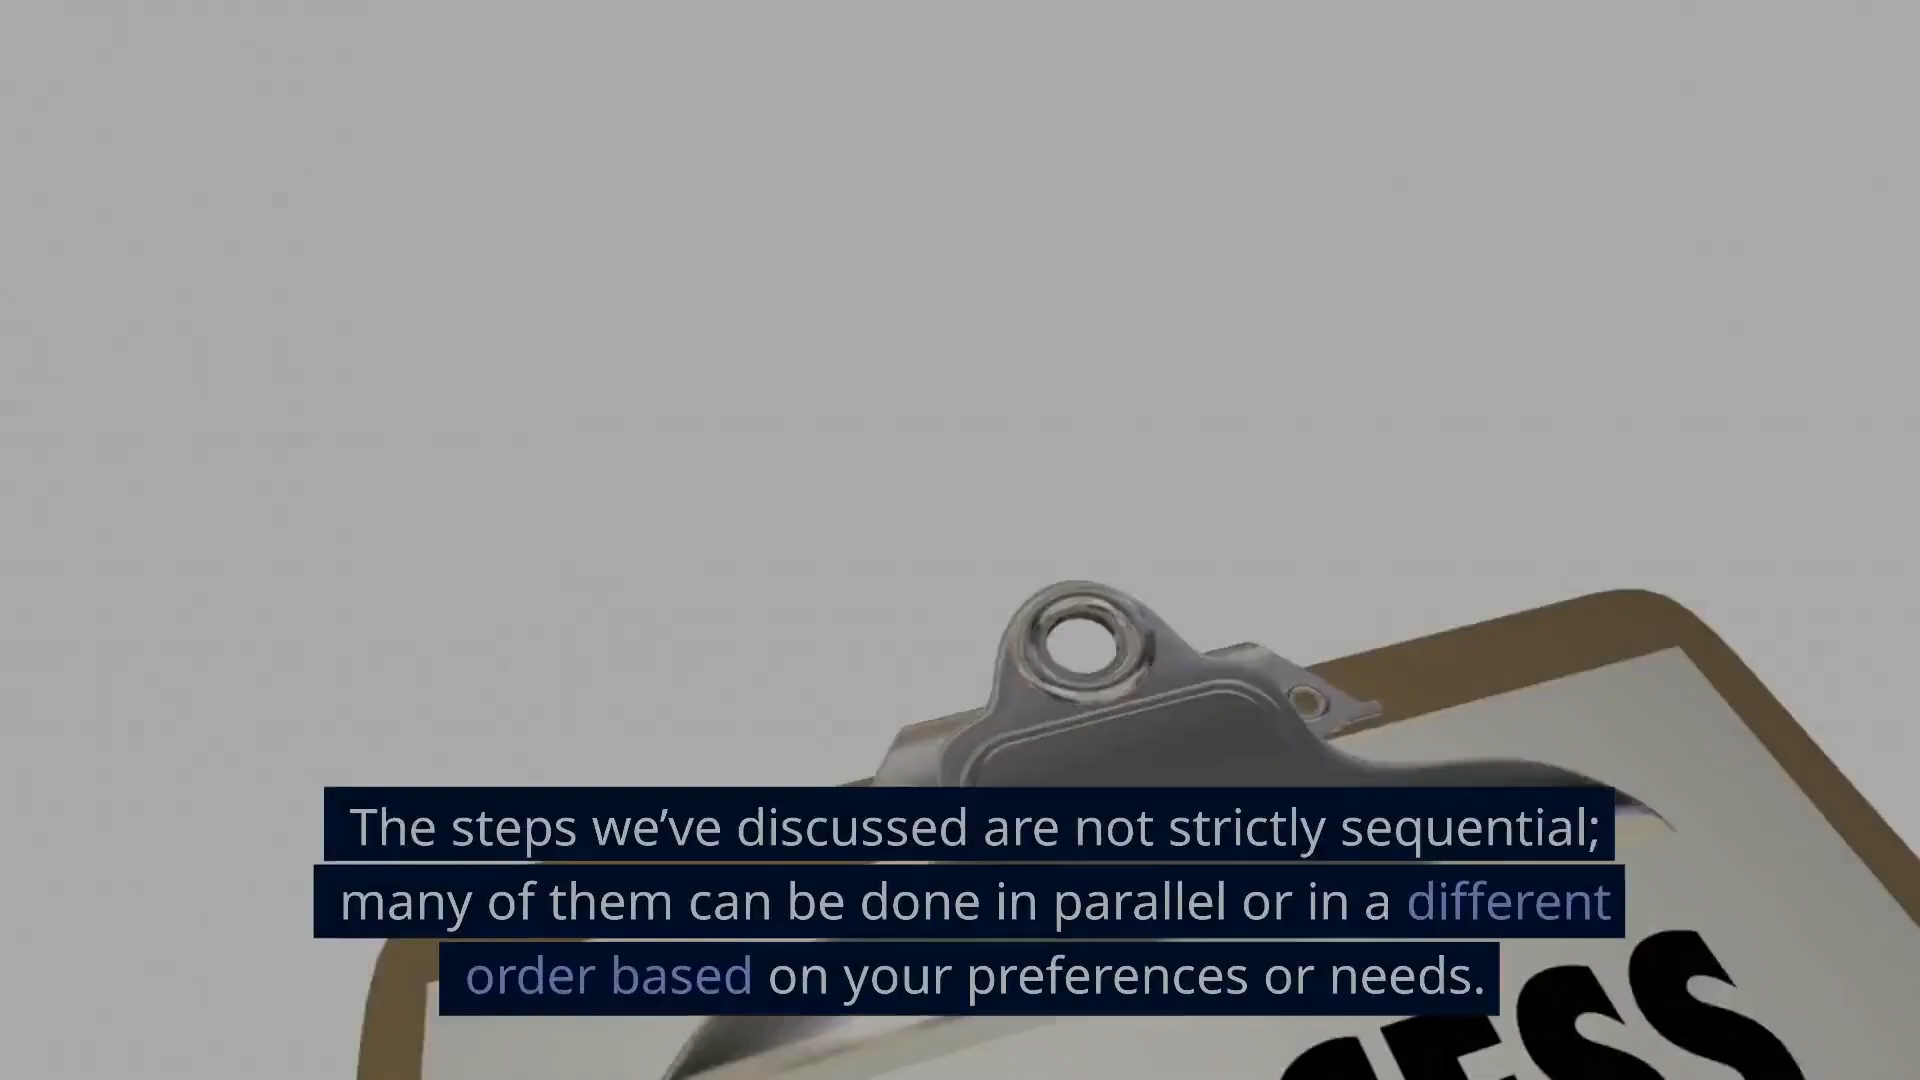 The steps we’ve discussed are not strictly sequential;
many of them can be done in parallel or in a different
order based on your preferences or needs.
ESS